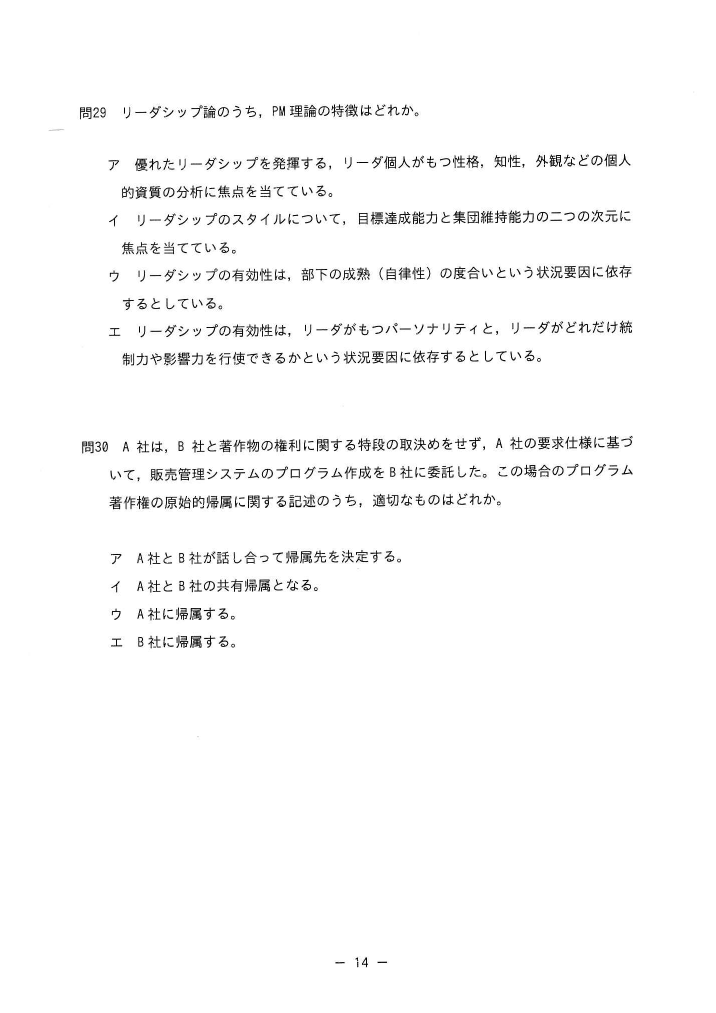 問29 リーダシップ論のうち，PM理論の特徴はどれか。
ア 優れたリーダシップを発揮する，リーダ個人がもつ性格，知性，外観などの個人
的資質の分析に焦点を当てている。
イ リーダシップのスタイルについて，目標達成能力と集団維持能力の二つの次元に
焦点を当てている。
ウ リーダシップの有効性は，部下の成熟（自律性）の度合いという状況要因に依存
するとしている。
エ リーダシップの有効性は，リーダがもつパーソナリティと，リーダがどれだけ統
制力や影響力を行使できるかという状況要因に依存するとしている。
問30 A 社は，B 社と著作物の権利に関する特段の取決めをせず，A 社の要求仕様に基づ
いて，販売管理システムのプログラム作成をB社に委託した。この場合のプログラム
著作権の原始的帰属に関する記述のうち，適切なものはどれか。
ア A社とB社が話し合って帰属先を決定する。
イ A社とB社の共有帰属となる。
ウ A社に帰属する。
エ B社に帰属する。
－ 14 －